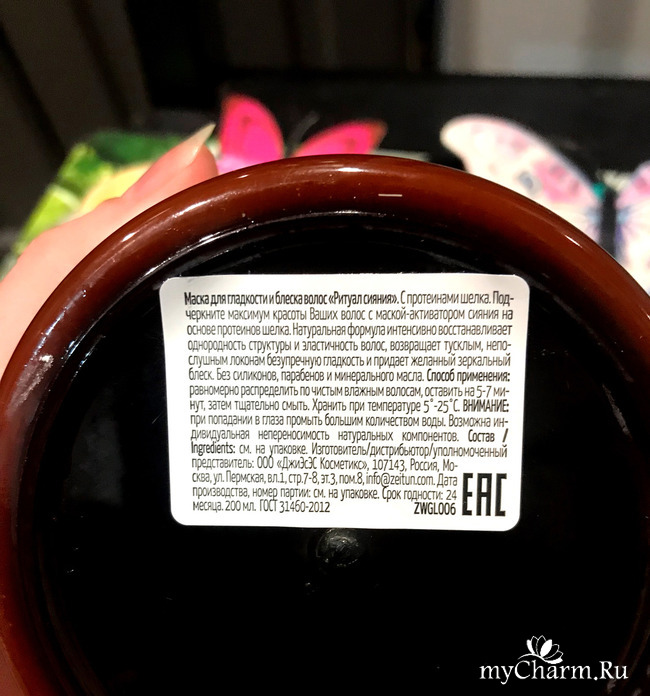 Маска для гладкости и блеска волос «Ритуал сияния». С протеинами шелка. Под-
черкните максимум красоты Ваших волос с маской-активатором сияния на
основе протеинов шелка. Натуральная формула интенсивно восстанавливает
однородность структуры и эластичность волос, возвращает тусклым, непо-
слушным локонам безупречную гладкость и придает желанный зеркальный
блеск. Без силиконов, парабенов и минерального масла. Способ применения:
равномерно распределить по чистым влажным волосам, оставить на 5-7 ми-
нут, затем тщательно смыть. Хранить при температуре 5°-25°С. ВНИМАНИЕ:
при попадании в глаза промыть большим количеством воды. Возможна ин-
дивидуальная непереносимость натуральных компонентов. Состав /
Ingredients: см. на упаковке. Изготовитель/дистрибьютор/уполномоченный
представитель: ООО «ДжиЭсЭс Косметикс», 107143, Россия, Мо-
сква, ул. Пермская, вл.1, стр.7-8, эт.3, пом.8, info@zeitun.com. Дата
производства, номер партии: см. на упаковке. Срок годности: 24
месяца. 200 мл. ГОСТ 31460-2012 ZWGL006
EAC
myCharm.Ru